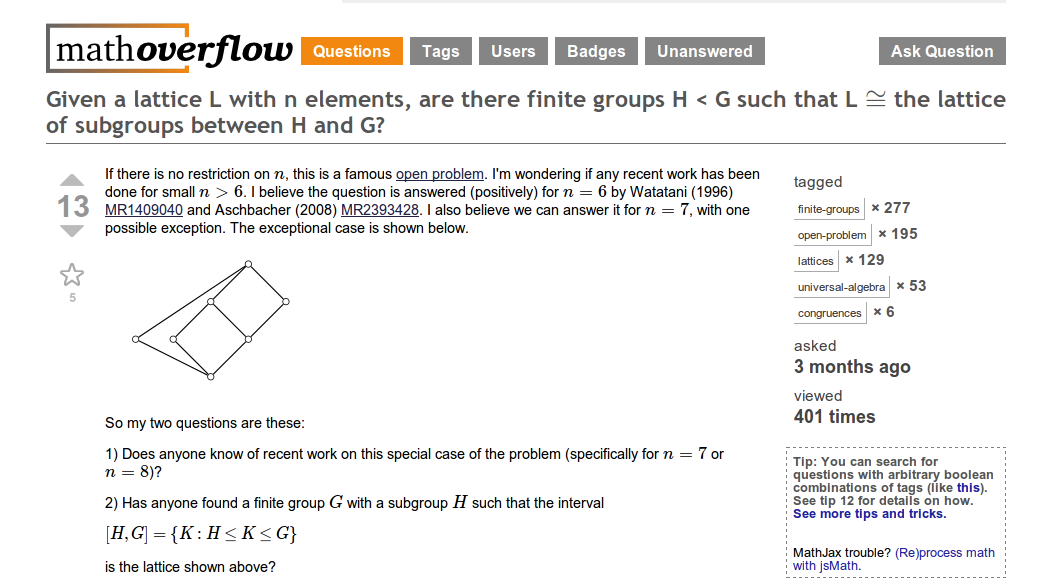 mathoverflow Questions Tags Users Badges Unanswered Ask Question
Given a lattice L with n elements, are there finite groups H < G such that L ≅ the lattice
of subgroups between H and G?
13
5
If there is no restriction on n, this is a famous open problem. I'm wondering if any recent work has been
done for small n > 6. I believe the question is answered (positively) for n = 6 by Watatani (1996)
MR1409040 and Aschbacher (2008) MR2393428. I also believe we can answer it for n = 7, with one
possible exception. The exceptional case is shown below.
So my two questions are these:
1) Does anyone know of recent work on this special case of the problem (specifically for n = 7 or
n = 8)?
2) Has anyone found a finite group G with a subgroup H such that the interval
[H, G] = {K : H ≤ K ≤ G}
is the lattice shown above?
tagged
finite-groups × 277
open-problem × 195
lattices × 129
universal-algebra × 53
congruences × 6
asked
3 months ago
viewed
401 times
Tip: You can search for
questions with arbitrary boolean
combinations of tags (like this).
See tip 12 for details on how.
See more tips and tricks.
MathJax trouble? (Re)process math
with jsMath.